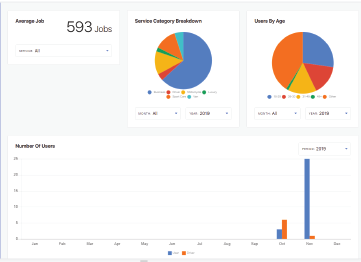 Average Job
593 Jobs
SERVICE All
Service Category Breakdown
MONTH All
YEAR 2019
Users By Age
MONTH All
YEAR 2019
Number Of Users
PERIOD 2019
25
20
15
10
5
0
Jan Feb Mar Apr May Jun Jul Aug Sep Oct Nov Dec